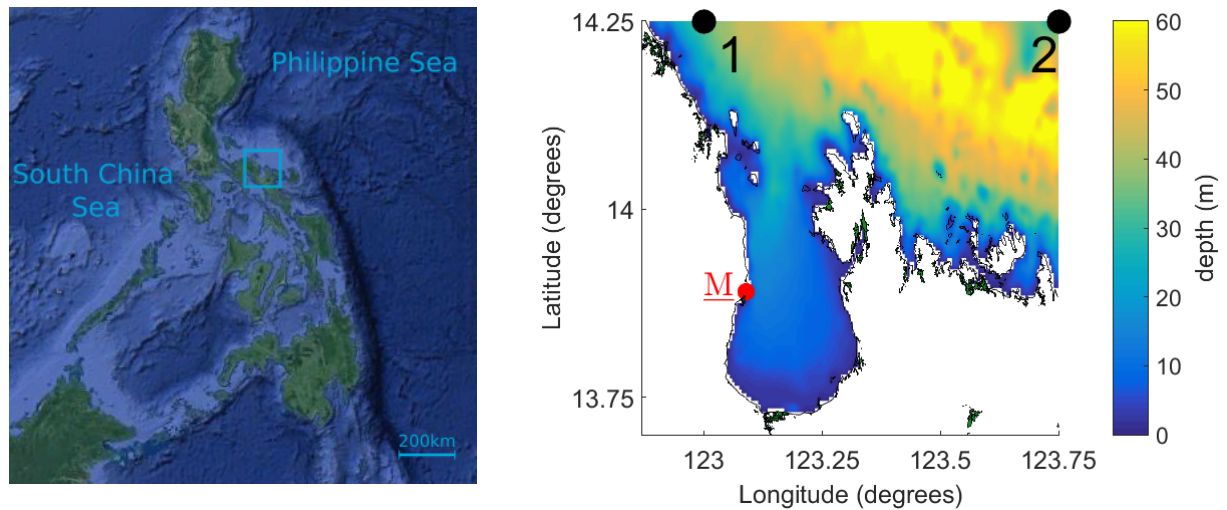 Philippine Sea
South China
Sea
200km
14.25
14
13.75
Latitude (degrees)
1
2
M
123
123.25
123.5
123.75
Longitude (degrees)
60
50
40
30
20
10
0
depth (m)